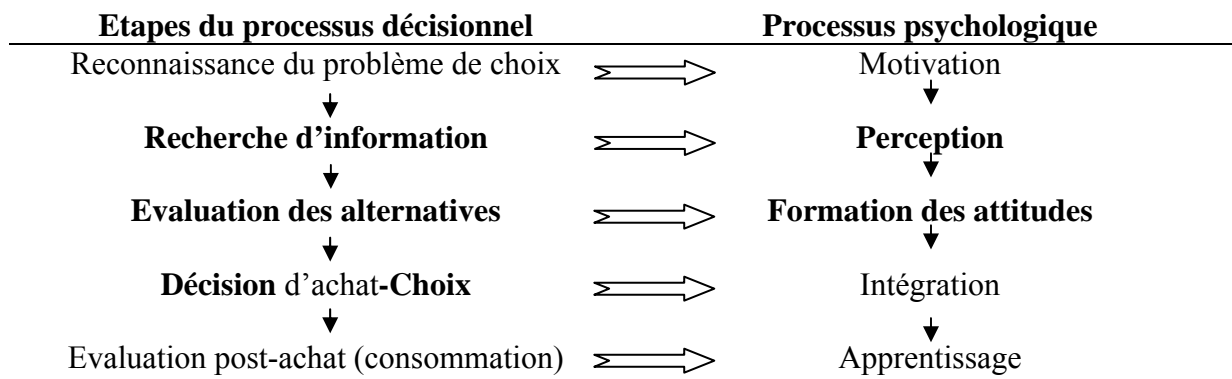 Etapes du processus décisionnel Processus psychologique
Reconnaissance du problème de choix Motivation
Recherche d'information Perception
Evaluation des alternatives Formation des attitudes
Décision d'achat-Choix Intégration
Evaluation post-achat (consommation) Apprentissage